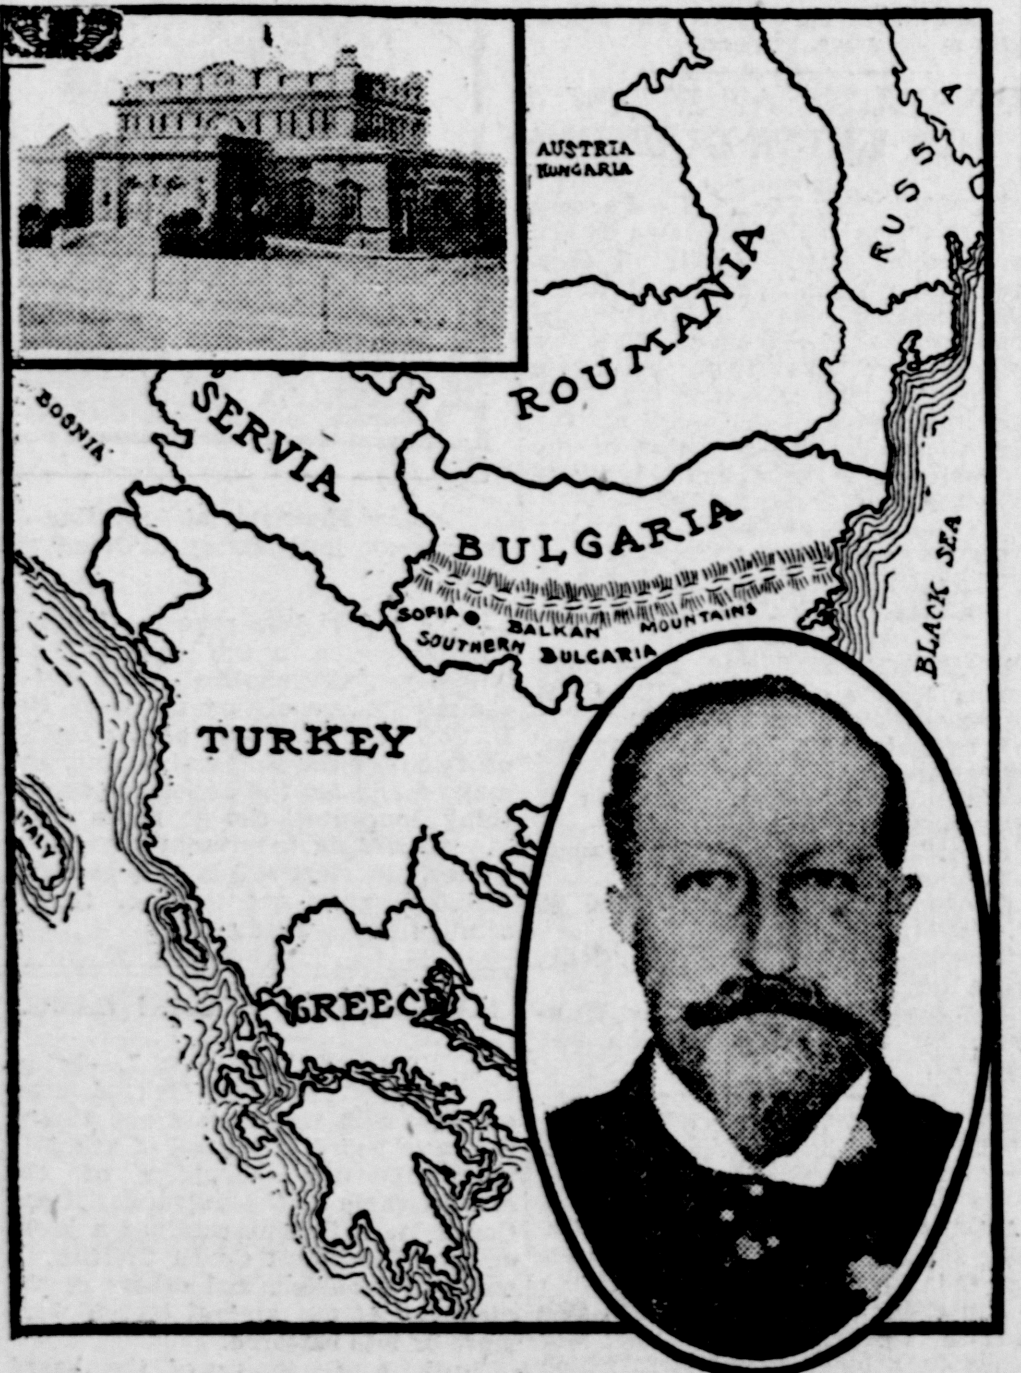 AUSTRIA
HUNGARIA
RUSSIA
ROUMANIA
BOSNIA
SERVIA
BULGARIA
BLACK SEA
SOFIA
BALKAN MOUNTAINS
SOUTHERN BULGARIA
TURKEY
ITALY
GREECE